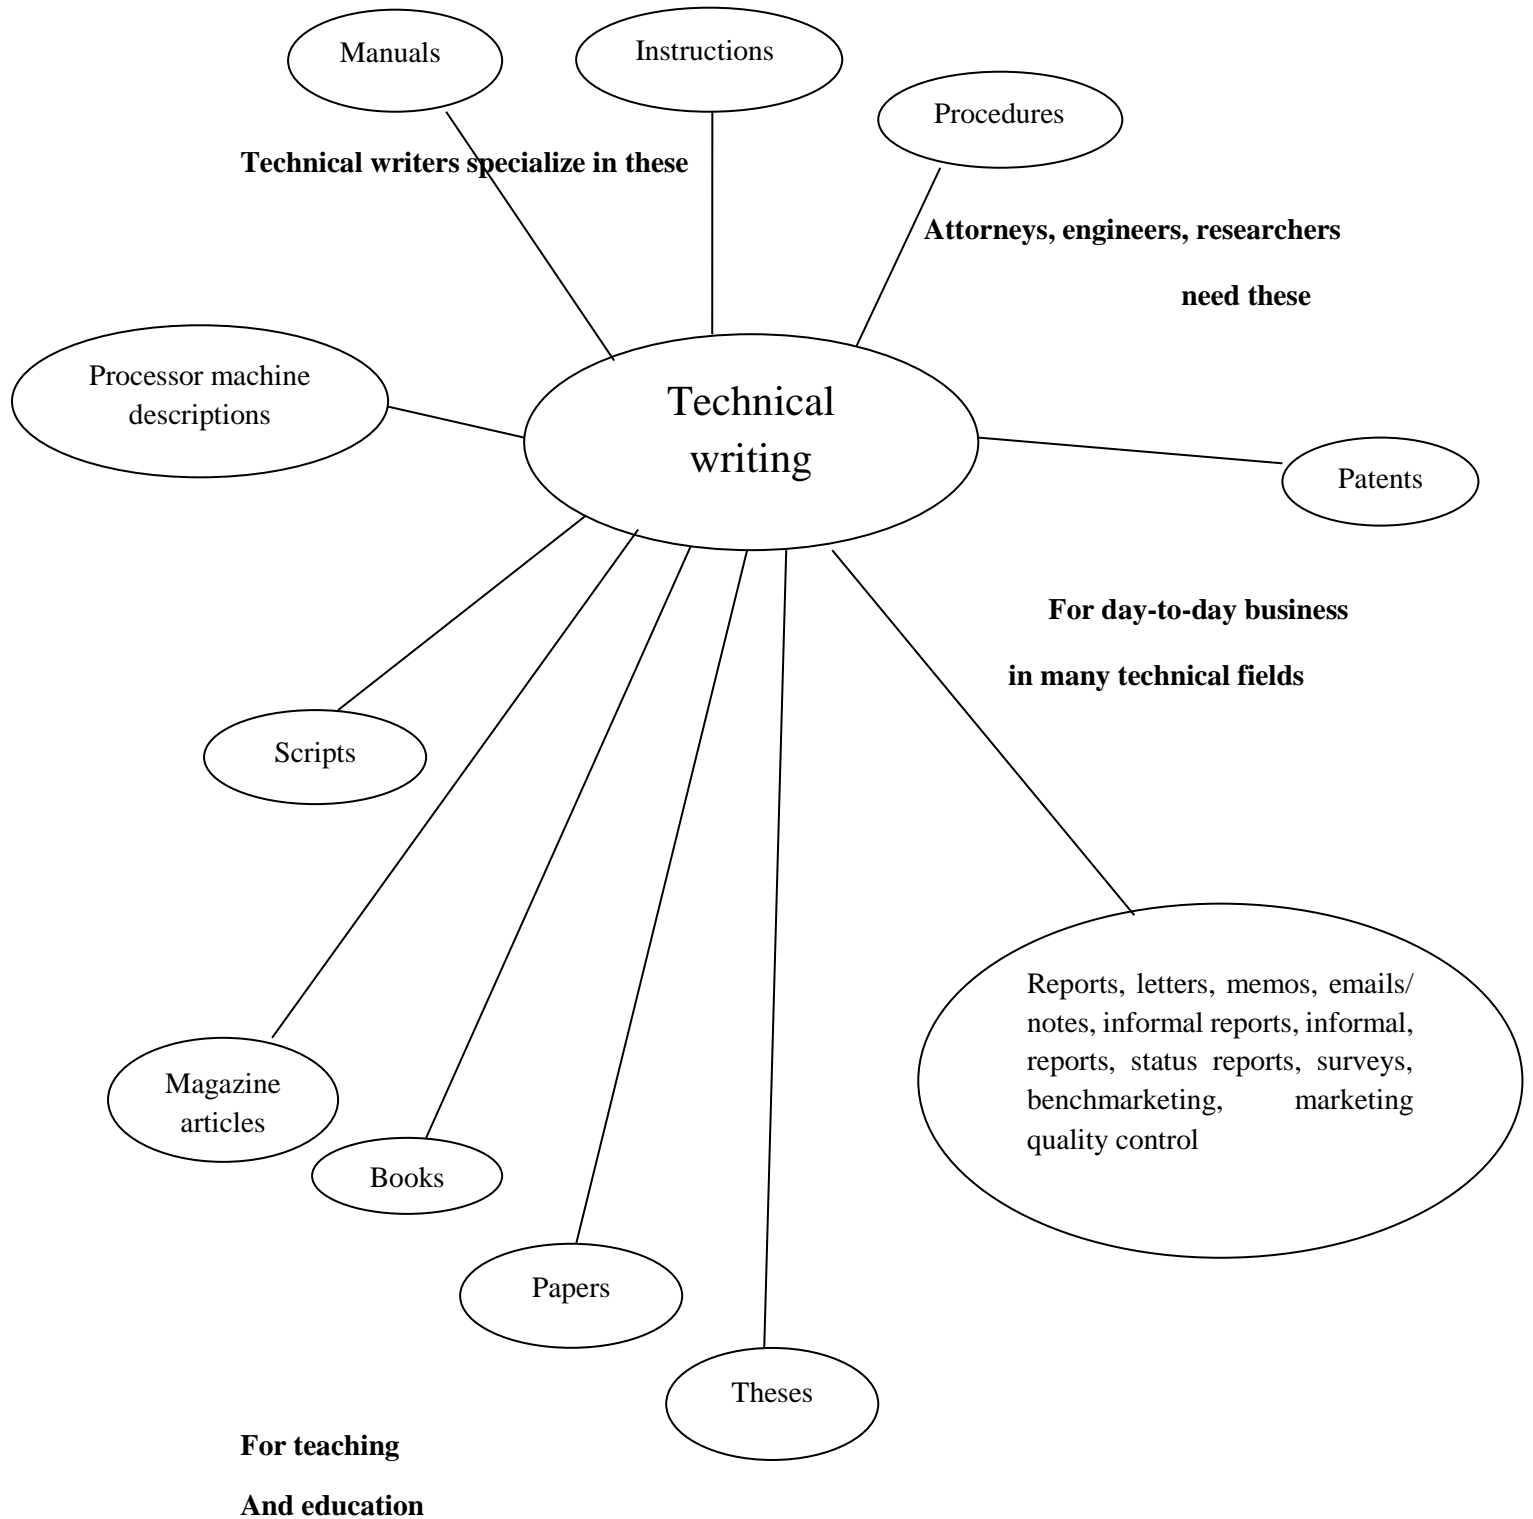 Manuals
Instructions
Procedures
Technical writers specialize in these
Attorneys, engineers, researchers
need these
Processor machine
descriptions
Technical
writing
Patents
For day-to-day business
in many technical fields
Scripts
Reports, letters, memos, emails/
notes, informal reports, informal,
reports, status reports, surveys,
benchmarketing, marketing
quality control
Magazine
articles
Books
Papers
Theses
For teaching
And education